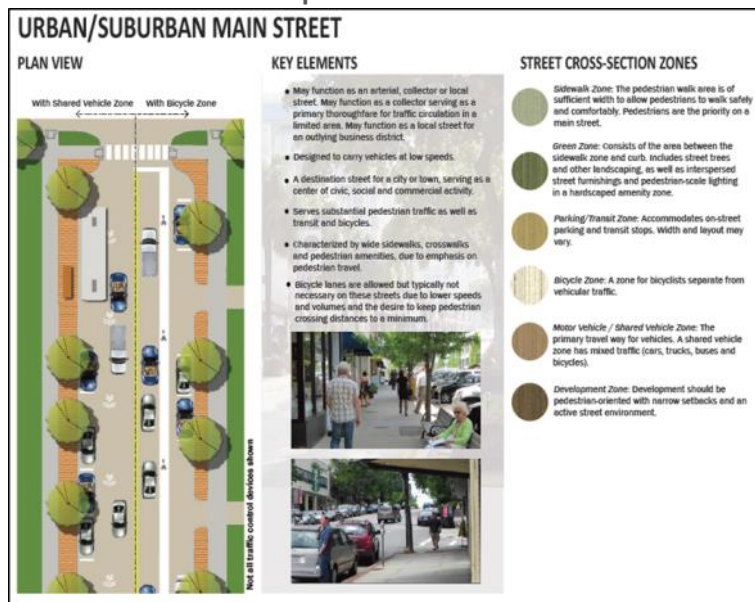 URBAN/SUBURBAN MAIN STREET
PLAN VIEW
With Shared Vehicle Zone
With Bicycle Zone
Not all traffic control devices shown
KEY ELEMENTS
• May function as an arterial, collector or local
street. May function as a collector serving as a
primary thoroughfare for traffic circulation in a
limited area. May function as a local street for
an outlying business district.
• Designed to carry vehicles at low speeds.
• A destination street for a city or town, serving as a
center of civic, social and commercial activity.
• Serves substantial pedestrian traffic as well as
transit and bicycles.
• Characterized by wide sidewalks, crosswalks
and pedestrian amenities, due to emphasis on
pedestrian travel.
• Bicycle lanes are allowed but typically not
necessary on these streets due to lower speeds
and volumes and the desire to keep pedestrian
crossing distances to a minimum.
STREET CROSS-SECTION ZONES
Sidewalk Zone: The pedestrian walk area is of
sufficient width to allow pedestrians to walk safely
and comfortably. Pedestrians are the priority on a
main street.
Green Zone: Consists of the area between the
sidewalk zone and curb. Includes street trees
and other landscaping, as well as interspersed
street furnishings and pedestrian-scale lighting
in a hardscaped amenity zone.
Parking/Transit Zone: Accommodates on-street
parking and transit stops. Width and layout may
vary.
Bicycle Zone: A zone for bicyclists separate from
vehicular traffic.
Motor Vehicle / Shared Vehicle Zone: The
primary travel way for vehicles. A shared vehicle
zone has mixed traffic (cars, trucks, buses and
bicycles).
Development Zone: Development should be
pedestrian-oriented with narrow setbacks and an
active street environment.